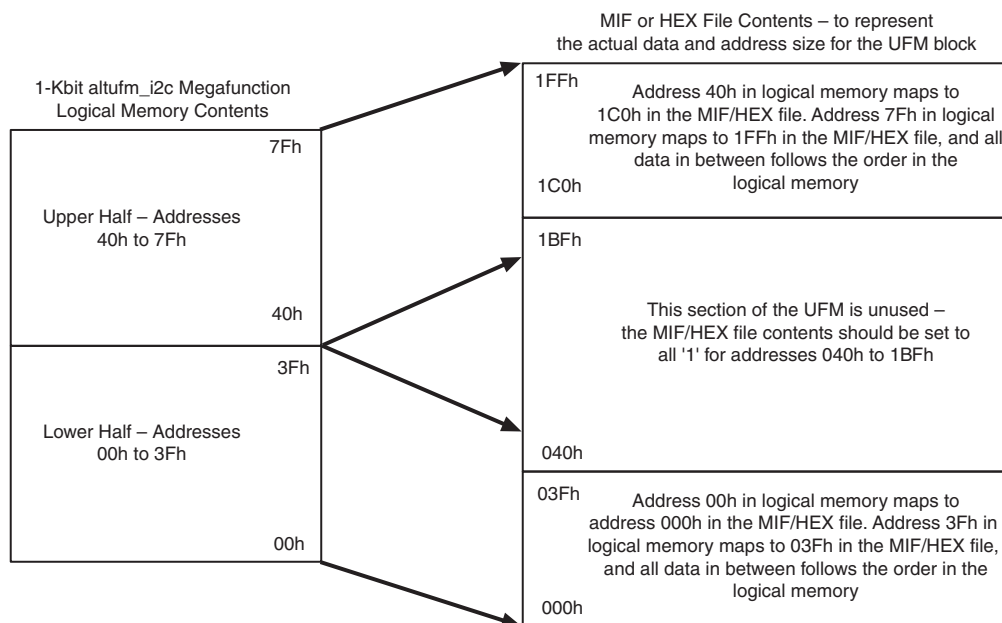 MIF or HEX File Contents – to represent
the actual data and address size for the UFM block
1-Kbit altufm_i2c Megafunction
Logical Memory Contents
7Fh
Upper Half – Addresses
40h to 7Fh
40h
3Fh
Lower Half – Addresses
00h to 3Fh
00h
1FFh
Address 40h in logical memory maps to
1C0h in the MIF/HEX file. Address 7Fh in logical
memory maps to 1FFh in the MIF/HEX file, and all
data in between follows the order in the
logical memory
1C0h
1BFh
This section of the UFM is unused –
the MIF/HEX file contents should be set to
all '1' for addresses 040h to 1BFh
040h
03Fh
Address 00h in logical memory maps to
address 000h in the MIF/HEX file. Address 3Fh in
logical memory maps to 03Fh in the MIF/HEX file,
and all data in between follows the order in the
logical memory
000h